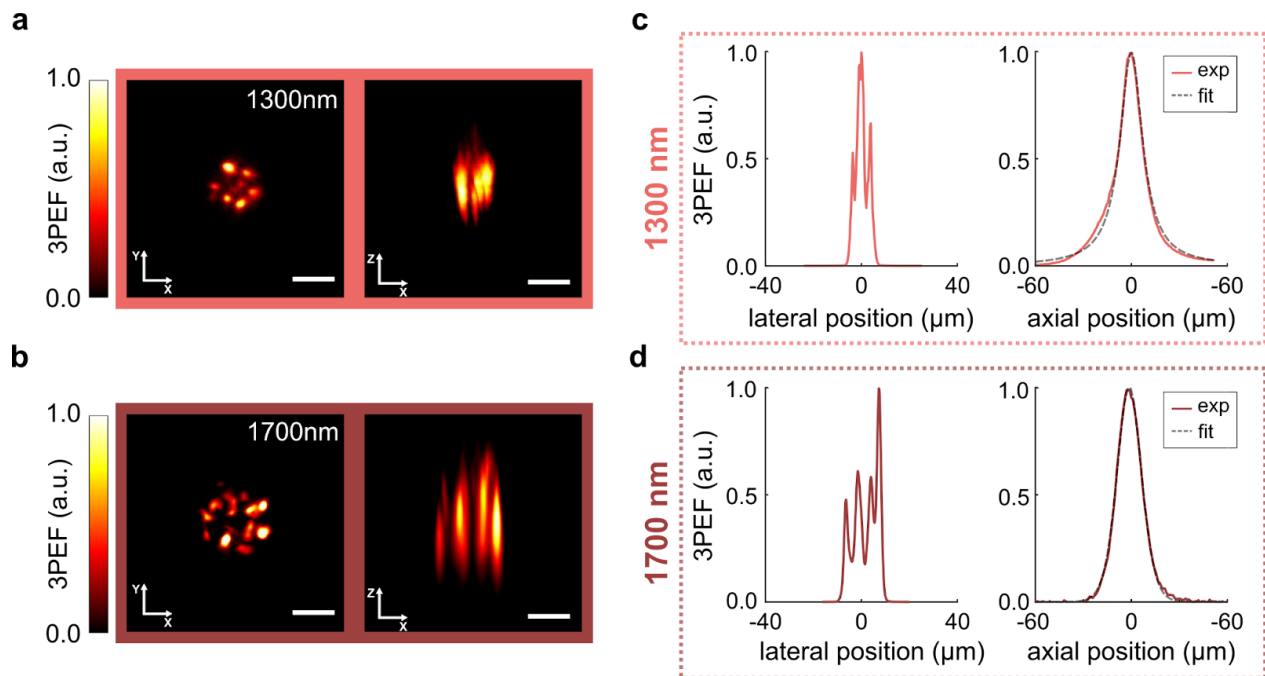 a
1.0
3PEF (a.u.)
0.0
1300nm
Y
X
Z
X
b
1.0
3PEF (a.u.)
0.0
1700nm
Y
X
Z
X
c
1300 nm
3PEF (a.u.)
1.0
0.5
0.0
-40
0
40
lateral position (µm)
1.0
0.5
0.0
-60
0
-60
axial position (µm)
exp
fit
d
1700 nm
3PEF (a.u.)
1.0
0.5
0.0
-40
0
40
lateral position (µm)
1.0
0.5
0.0
-60
0
-60
axial position (µm)
exp
fit